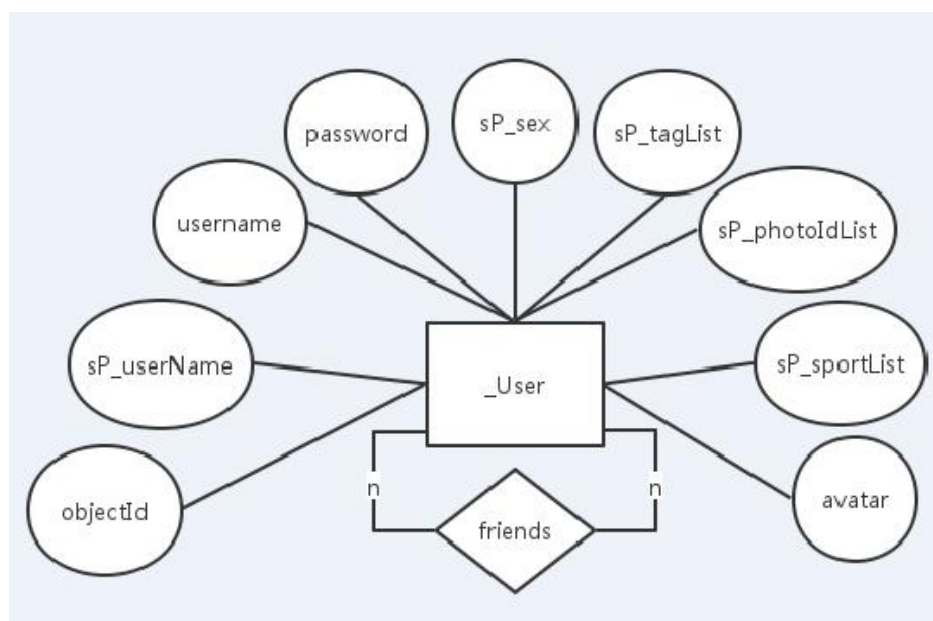 sP_sex
password
sP_tagList
username
sP_photoIdList
sP_userName
sP_sportList
_User
n
n
avatar
objectId
friends